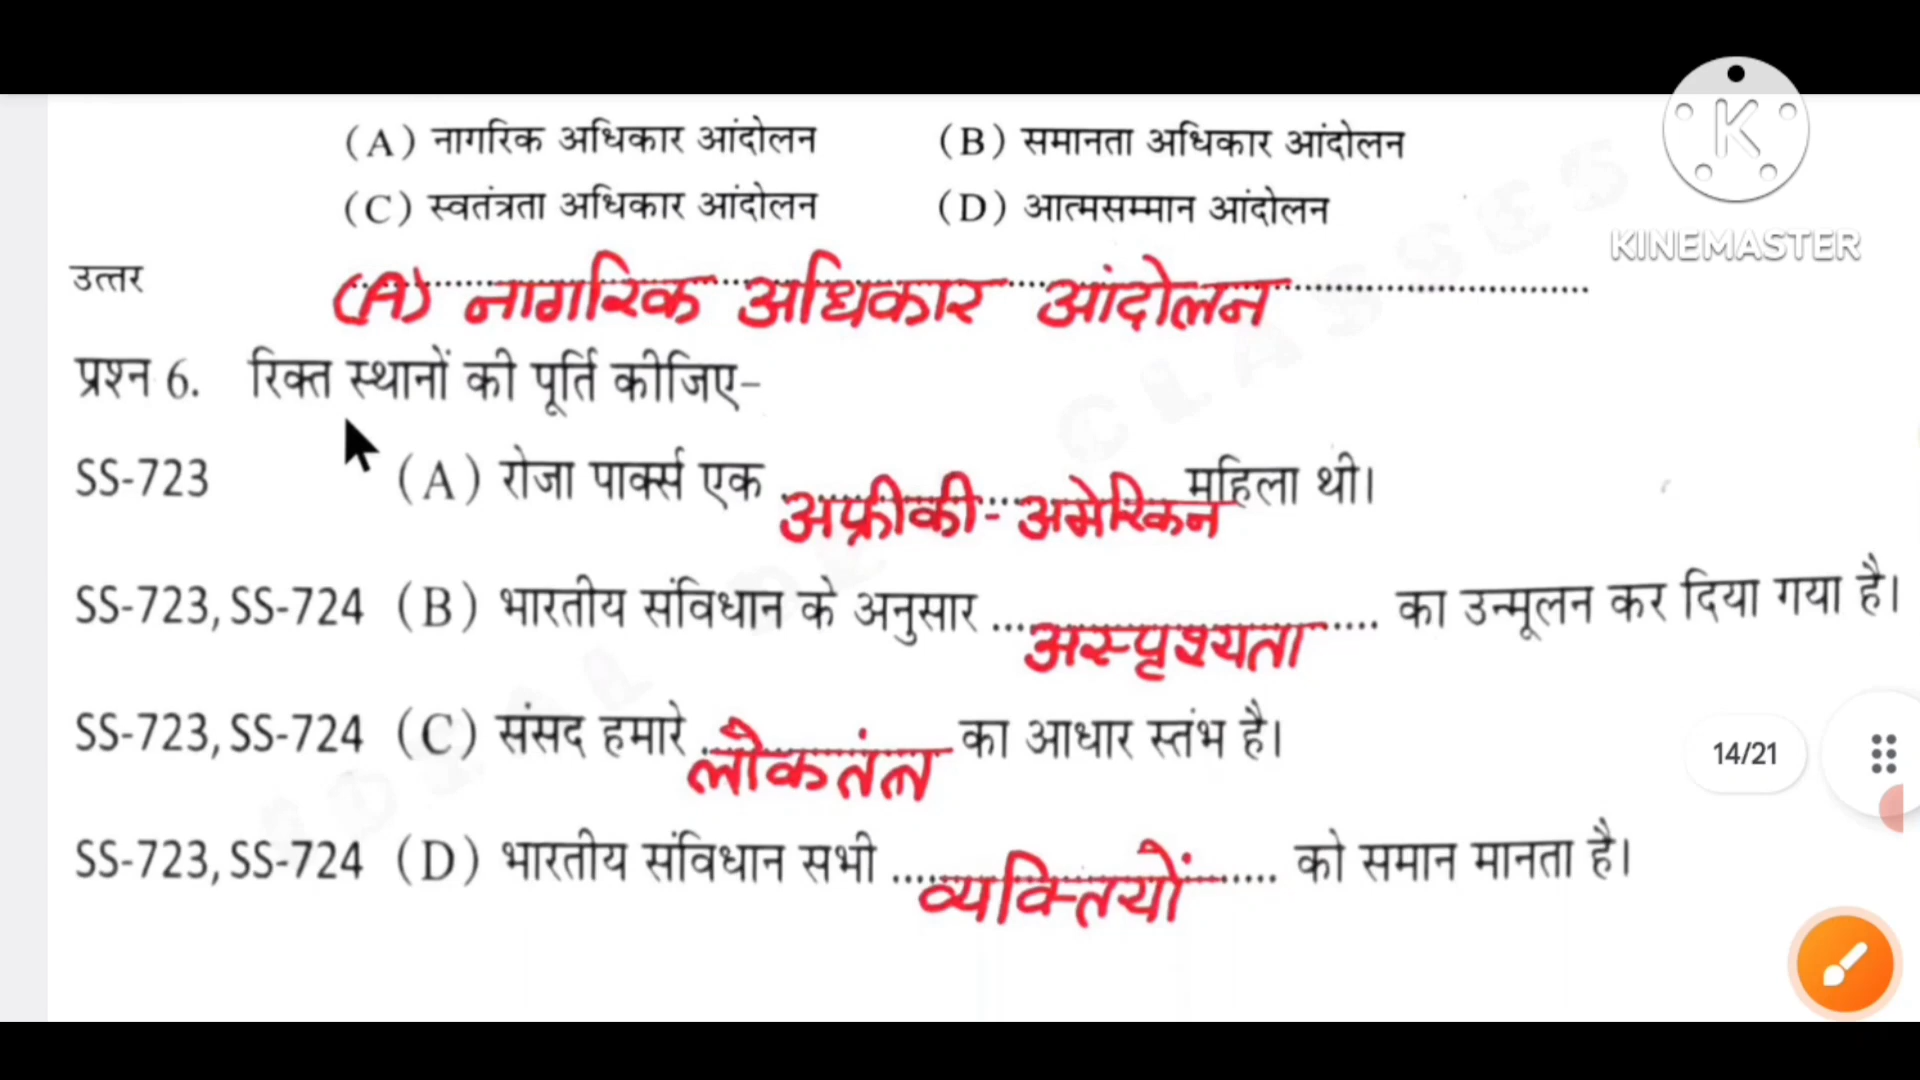 (A) नागरिक अधिकार आंदोलन (B) समानता अधिकार आंदोलन
(C) स्वतंत्रता अधिकार आंदोलन (D) आत्मसम्मान आंदोलन
KINEMASTER
उत्तर (A) नागरिक अधिकार आंदोलन
प्रश्न 6. रिक्त स्थानों की पूर्ति कीजिए-
SS-723 (A) रोजा पार्क्स एक अफ्रीकी-अमेरिकन महिला थी।
SS-723, SS-724 (B) भारतीय संविधान के अनुसार ... अस्पृश्यता .... का उन्मूलन कर दिया गया है।
SS-723, SS-724 (C) संसद हमारे लोकतंत्र का आधार स्तंभ है।
14/21
SS-723, SS-724 (D) भारतीय संविधान सभी .... व्यक्तियों .... को समान मानता है।